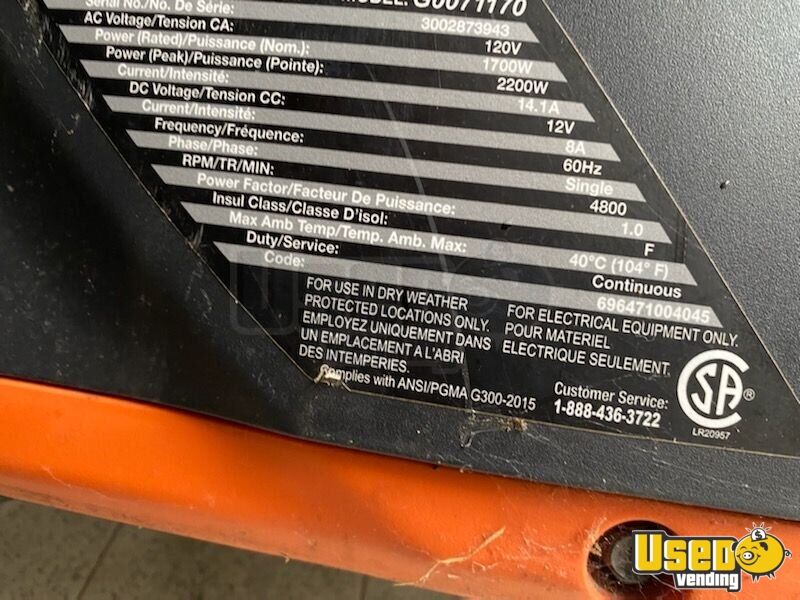 MODEL: G0071170
Serial No./No. De Série: 3002873943
AC Voltage/Tension CA: 120V
Power (Rated)/Puissance (Nom.): 1700W
Power (Peak)/Puissance (Pointe): 2200W
Current/Intensité: 14.1A
DC Voltage/Tension CC: 12V
Current/Intensité: 8A
Frequency/Fréquence: 60Hz
Phase/Phase: Single
RPM/TR/MIN: 4800
Power Factor/Facteur De Puissance: 1.0
Insul Class/Classe D'isol: F
Max Amb Temp/Temp. Amb. Max: 40°C (104° F)
Duty/Service: Continuous
Code: 696471004045
FOR USE IN DRY WEATHER
PROTECTED LOCATIONS ONLY.
EMPLOYEZ UNIQUEMENT DANS
UN EMPLACEMENT A L'ABRI
DES INTEMPERIES.
FOR ELECTRICAL EQUIPMENT ONLY.
POUR MATERIEL
ELECTRIQUE SEULEMENT.
Complies with ANSI/PGMA G300-2015
Customer Service:
1-888-436-3722
CSA®
LR20957
USED
vending